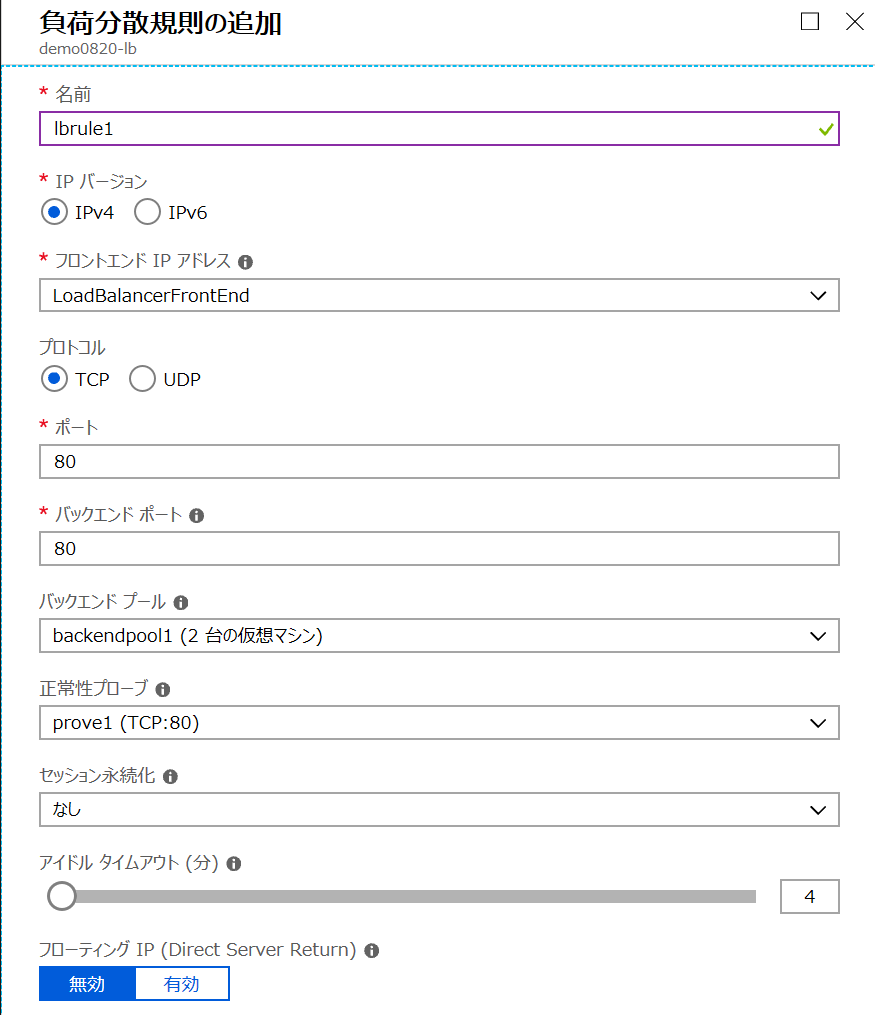 負荷分散規則の追加
demo0820-lb
* 名前
lbrule1
* IP バージョン
IPv4 IPv6
* フロントエンド IP アドレス
LoadBalancerFrontEnd
プロトコル
TCP UDP
* ポート
80
* バックエンド ポート
80
バックエンド プール
backendpool1 (2 台の仮想マシン)
正常性プローブ
prove1 (TCP:80)
セッション永続化
なし
アイドル タイムアウト (分)
4
フローティング IP (Direct Server Return)
無効 有効